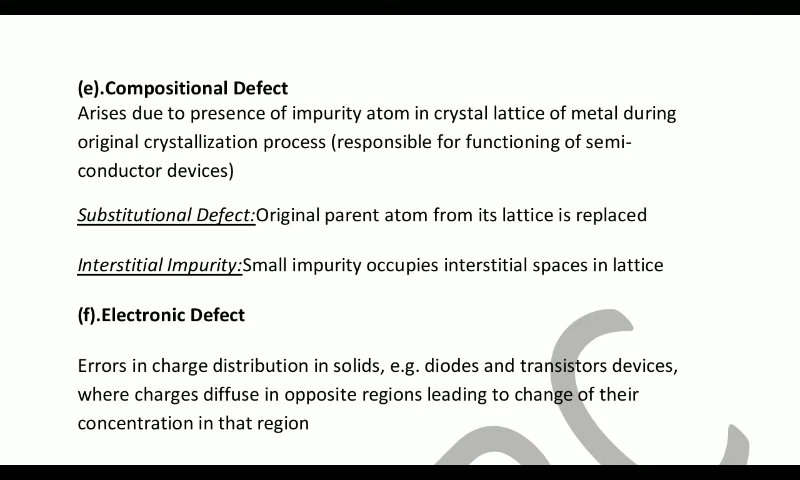 (e).Compositional Defect
Arises due to presence of impurity atom in crystal lattice of metal during
original crystallization process (responsible for functioning of semi-
conductor devices)
Substitutional Defect:Original parent atom from its lattice is replaced
Interstitial Impurity:Small impurity occupies interstitial spaces in lattice
(f).Electronic Defect
Errors in charge distribution in solids, e.g. diodes and transistors devices,
where charges diffuse in opposite regions leading to change of their
concentration in that region